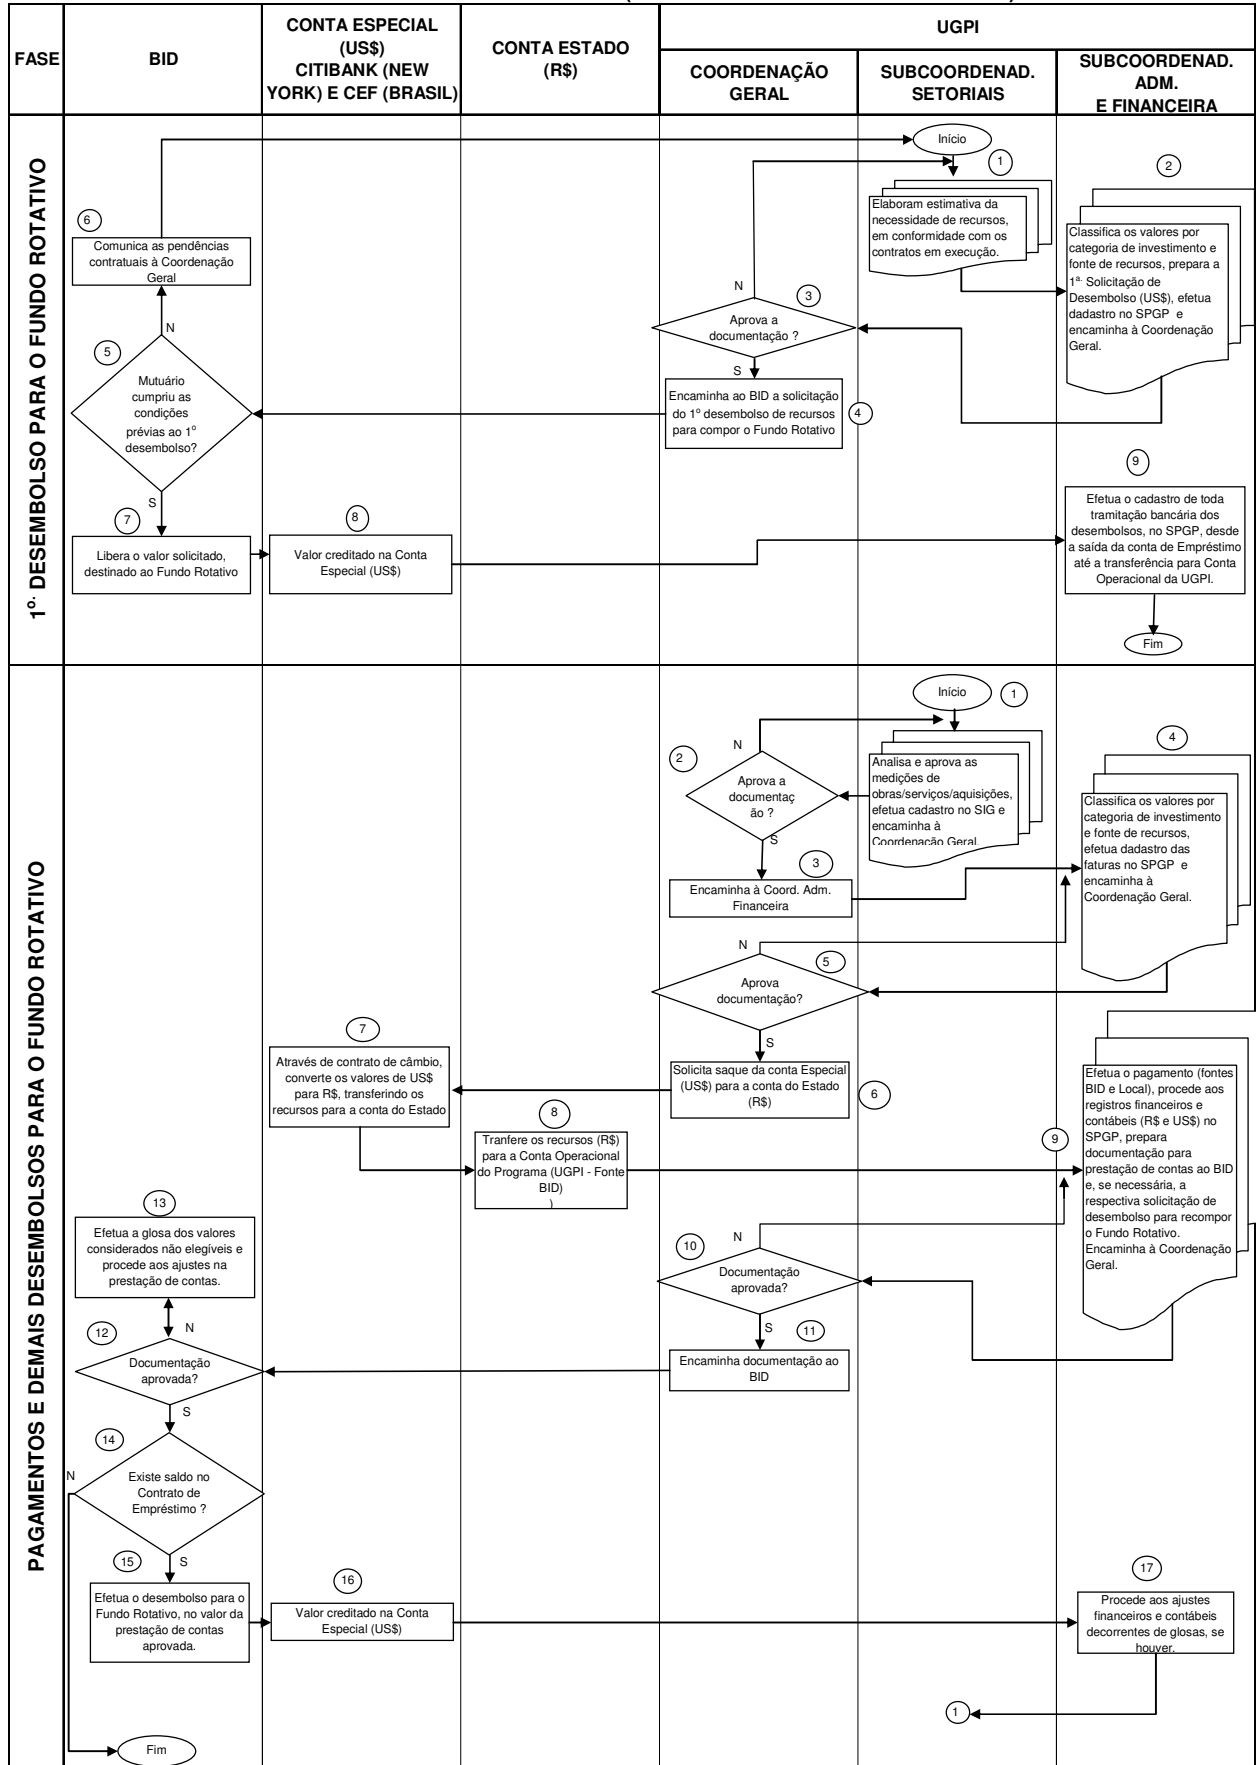 FASE
BID
CONTA ESPECIAL
(US$)
CITIBANK (NEW
YORK) E CEF (BRASIL)
CONTA ESTADO
(R$)
UGPI
COORDENAÇÃO
GERAL
SUBCOORDENAD.
SETORIAIS
SUBCOORDENAD.
ADM.
E FINANCEIRA
1º. DESEMBOLSO PARA O FUNDO ROTATIVO
Início
1
Elaboram estimativa da
necessidade de recursos,
em conformidade com os
contratos em execução.
2
Classifica os valores por
categoria de investimento e
fonte de recursos, prepara a
1ª. Solicitação de
Desembolso (US$), efetua
dadastro no SPGP e
encaminha à Coordenação
Geral.
N
3
Aprova a
documentação ?
S
Encaminha ao BID a solicitação
do 1º desembolso de recursos
para compor o Fundo Rotativo
4
6
Comunica as pendências
contratuais à Coordenação
Geral
N
5
Mutuário
cumpriu as
condições
prévias ao 1º
desembolso?
S
7
Libera o valor solicitado,
destinado ao Fundo Rotativo
8
Valor creditado na Conta
Especial (US$)
9
Efetua o cadastro de toda
tramitação bancária dos
desembolsos, no SPGP, desde
a saída da conta de Empréstimo
até a transferência para Conta
Operacional da UGPI.
Fim
PAGAMENTOS E DEMAIS DESEMBOLSOS PARA O FUNDO ROTATIVO
Início
1
Analisa e aprova as
medições de
obras/serviços/aquisições,
efetua cadastro no SIG e
encaminha à
Coordenação Geral.
N
2
Aprova a
documentaç
ão ?
S
3
Encaminha à Coord. Adm.
Financeira
4
Classifica os valores por
categoria de investimento
e fonte de recursos,
efetua dadastro das
faturas no SPGP e
encaminha à
Coordenação Geral.
N
5
Aprova
documentação?
S
Solicita saque da conta Especial
(US$) para a conta do Estado
(R$)
6
7
Através de contrato de câmbio,
converte os valores de US$
para R$, transferindo os
recursos para a conta do Estado
8
Tranfere os recursos (R$)
para a Conta Operacional
do Programa (UGPI - Fonte
BID)
)
9
Efetua o pagamento (fontes
BID e Local), procede aos
registros financeiros e
contábeis (R$ e US$) no
SPGP, prepara
documentação para
prestação de contas ao BID
e, se necessária, a
respectiva solicitação de
desembolso para recompor
o Fundo Rotativo.
Encaminha à Coordenação
Geral.
N
10
Documentação
aprovada?
S
11
Encaminha documentação ao
BID
13
Efetua a glosa dos valores
considerados não elegíveis e
procede aos ajustes na
prestação de contas.
N
12
Documentação
aprovada?
S
14
N
Existe saldo no
Contrato de
Empréstimo ?
S
15
Efetua o desembolso para o
Fundo Rotativo, no valor da
prestação de contas
aprovada.
16
Valor creditado na Conta
Especial (US$)
17
Procede aos ajustes
financeiros e contábeis
decorrentes de glosas, se
houver.
1
Fim